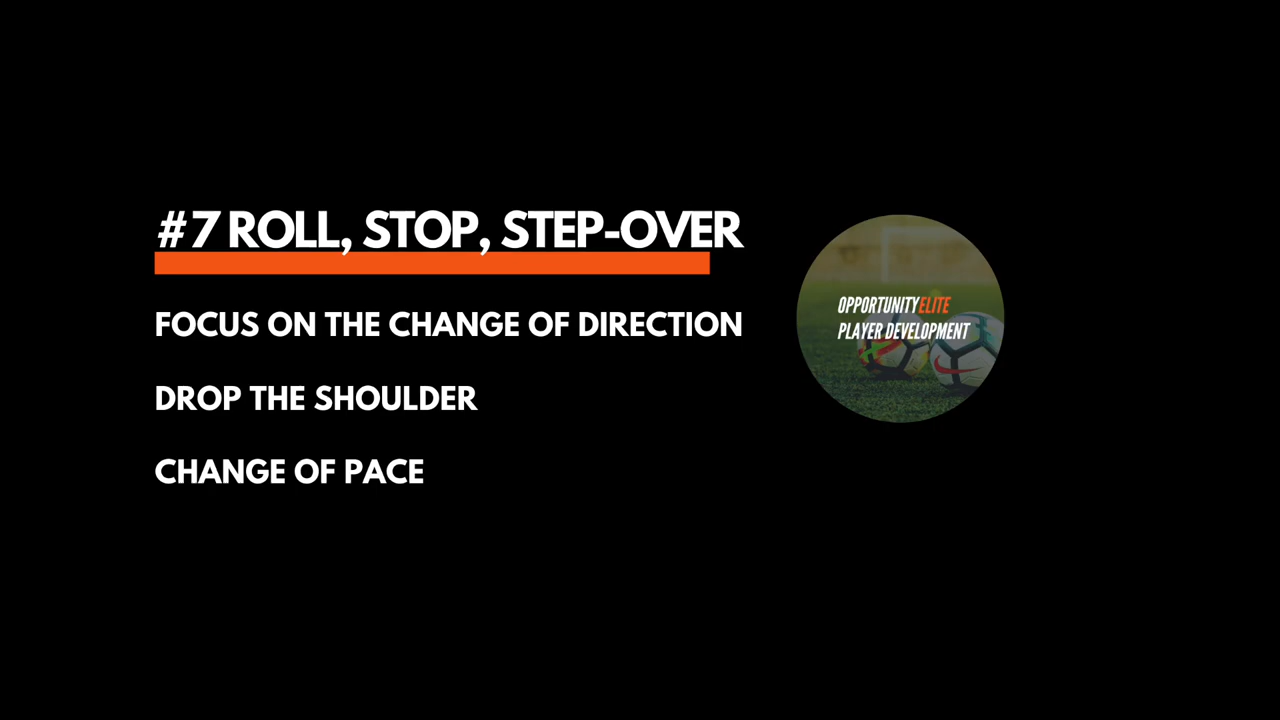 #7 ROLL, STOP, STEP-OVER
FOCUS ON THE CHANGE OF DIRECTION
DROP THE SHOULDER
CHANGE OF PACE
OPPORTUNITYELITE
PLAYER DEVELOPMENT